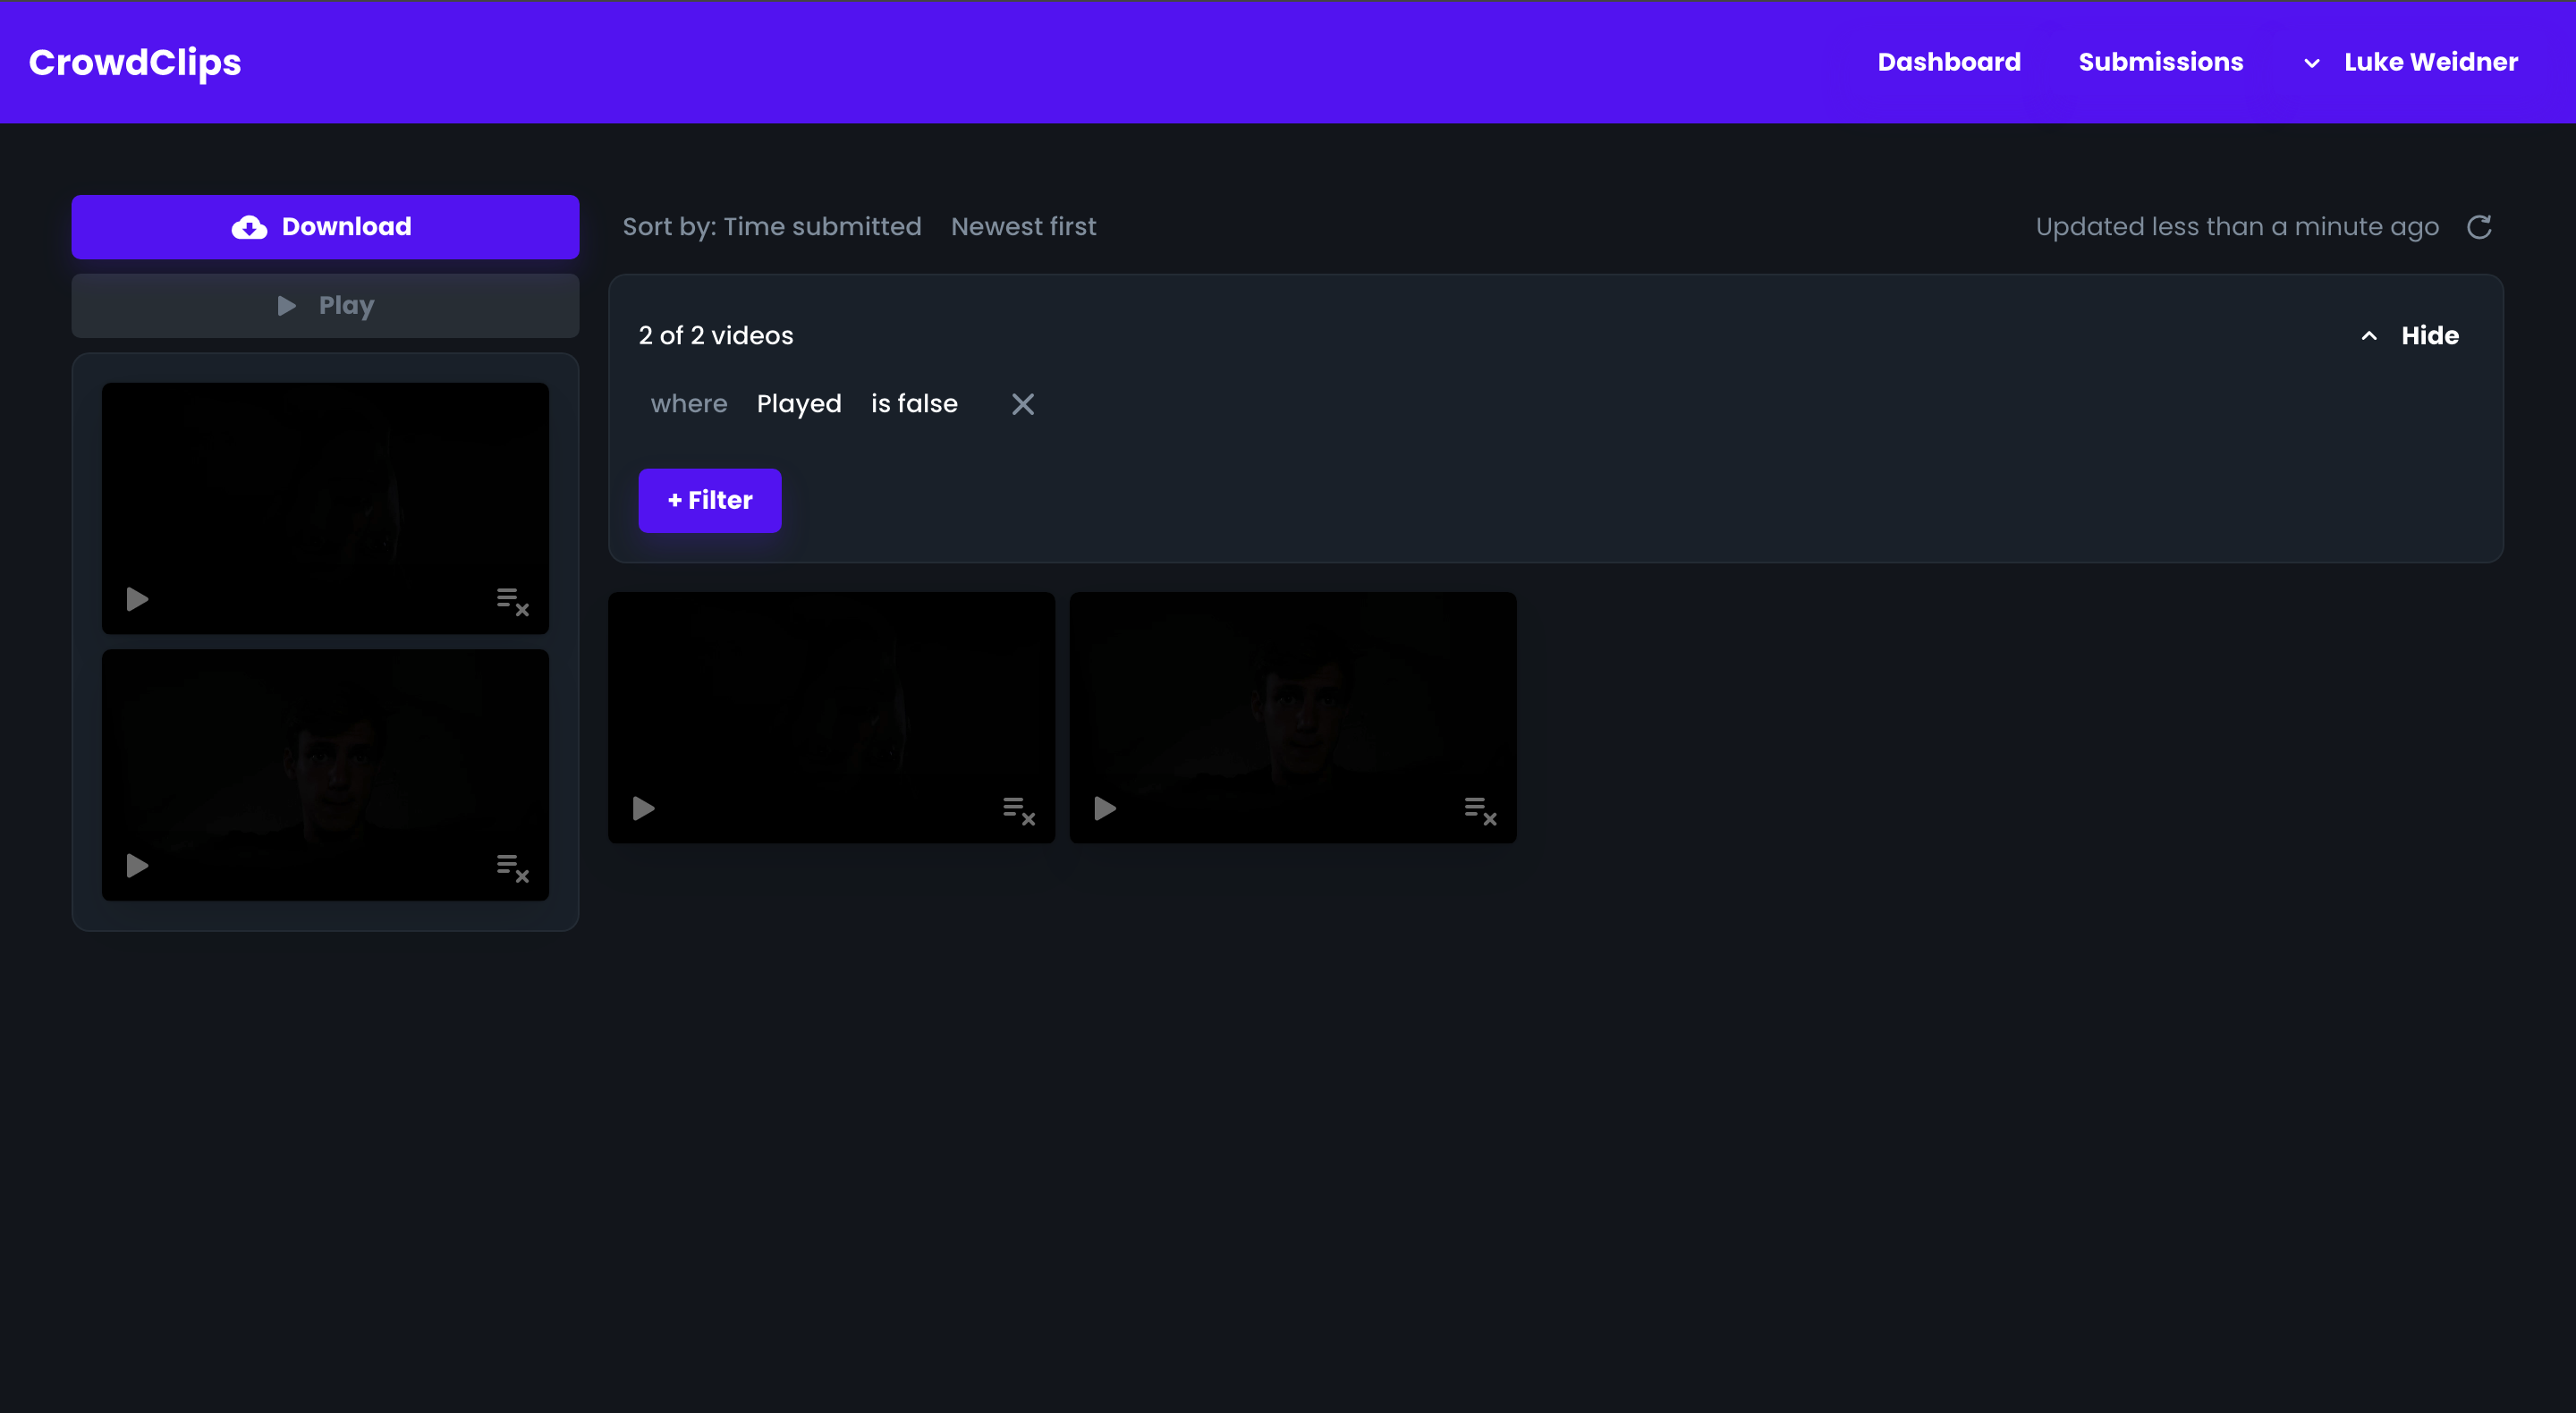 CrowdClips
Dashboard Submissions Luke Weidner
Download
Play
Sort by: Time submitted Newest first
Updated less than a minute ago
2 of 2 videos
Hide
where Played is false
+ Filter